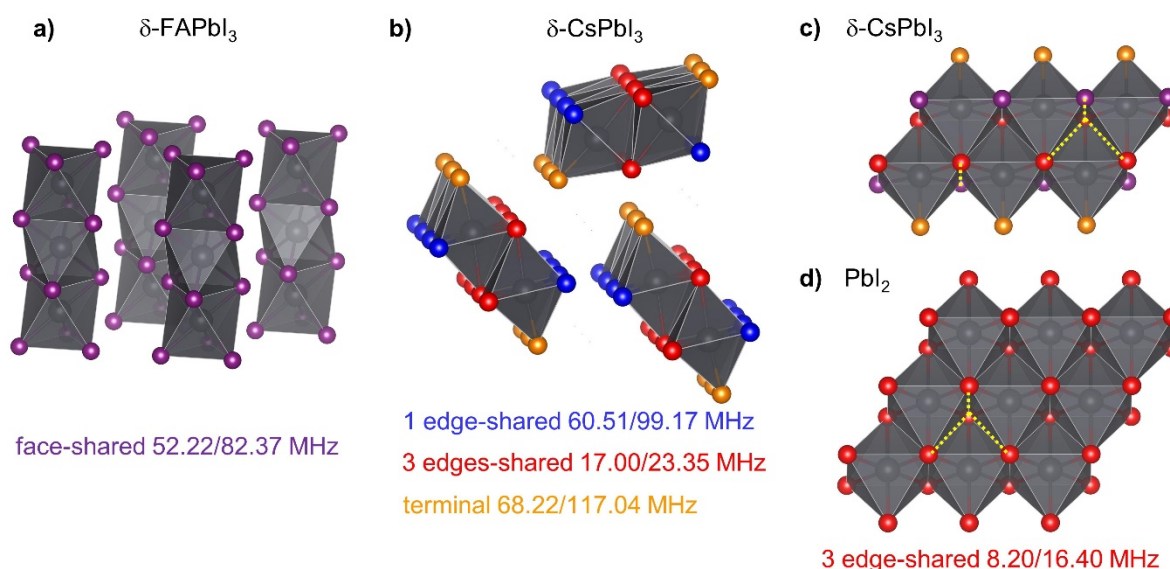 a) δ-FAPbI3
face-shared 52.22/82.37 MHz
b) δ-CsPbI3
1 edge-shared 60.51/99.17 MHz
3 edges-shared 17.00/23.35 MHz
terminal 68.22/117.04 MHz
c) δ-CsPbI3
d) PbI2
3 edge-shared 8.20/16.40 MHz